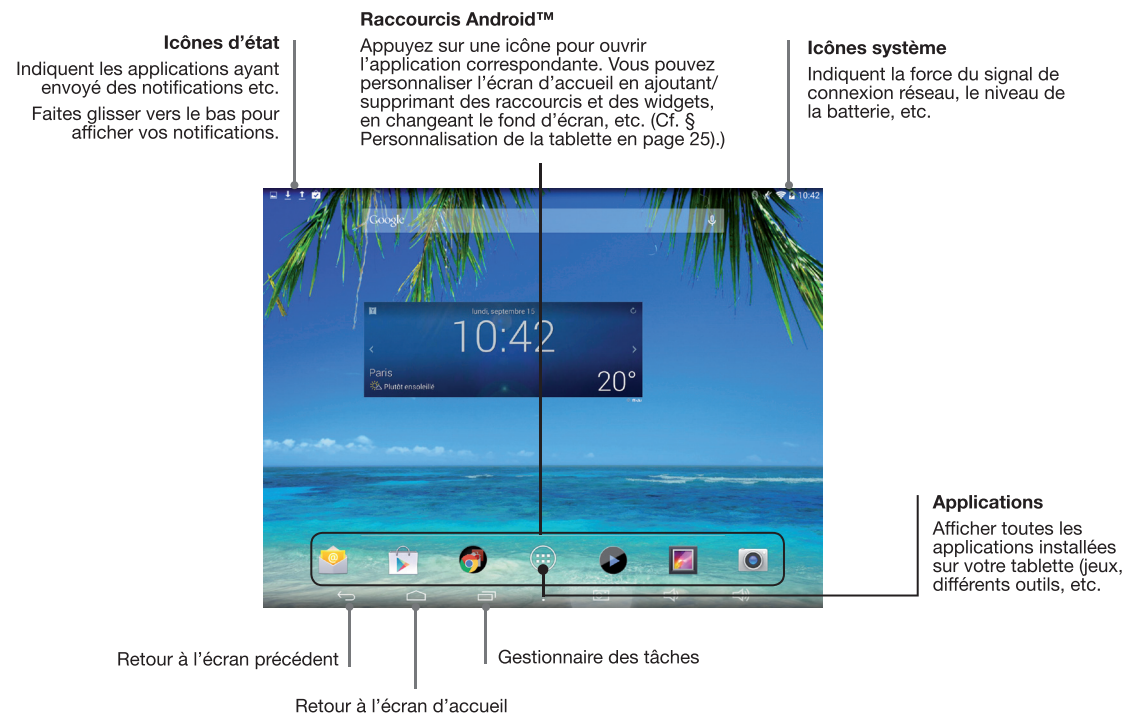 Raccourcis Android™
Appuyez sur une icône pour ouvrir
l'application correspondante. Vous pouvez
personnaliser l'écran d'accueil en ajoutant/
supprimant des raccourcis et des widgets,
en changeant le fond d'écran, etc. (Cf. §
Personnalisation de la tablette en page 25).)
Icônes d'état
Indiquent les applications ayant
envoyé des notifications etc.
Faites glisser vers le bas pour
afficher vos notifications.
Icônes système
Indiquent la force du signal de
connexion réseau, le niveau de
la batterie, etc.
10:42
Google
lundi, septembre 15
10:42
Paris
Plutôt ensoleillé
20°
Applications
Afficher toutes les
applications installées
sur votre tablette (jeux,
différents outils, etc.
Retour à l'écran précédent
Gestionnaire des tâches
Retour à l'écran d'accueil